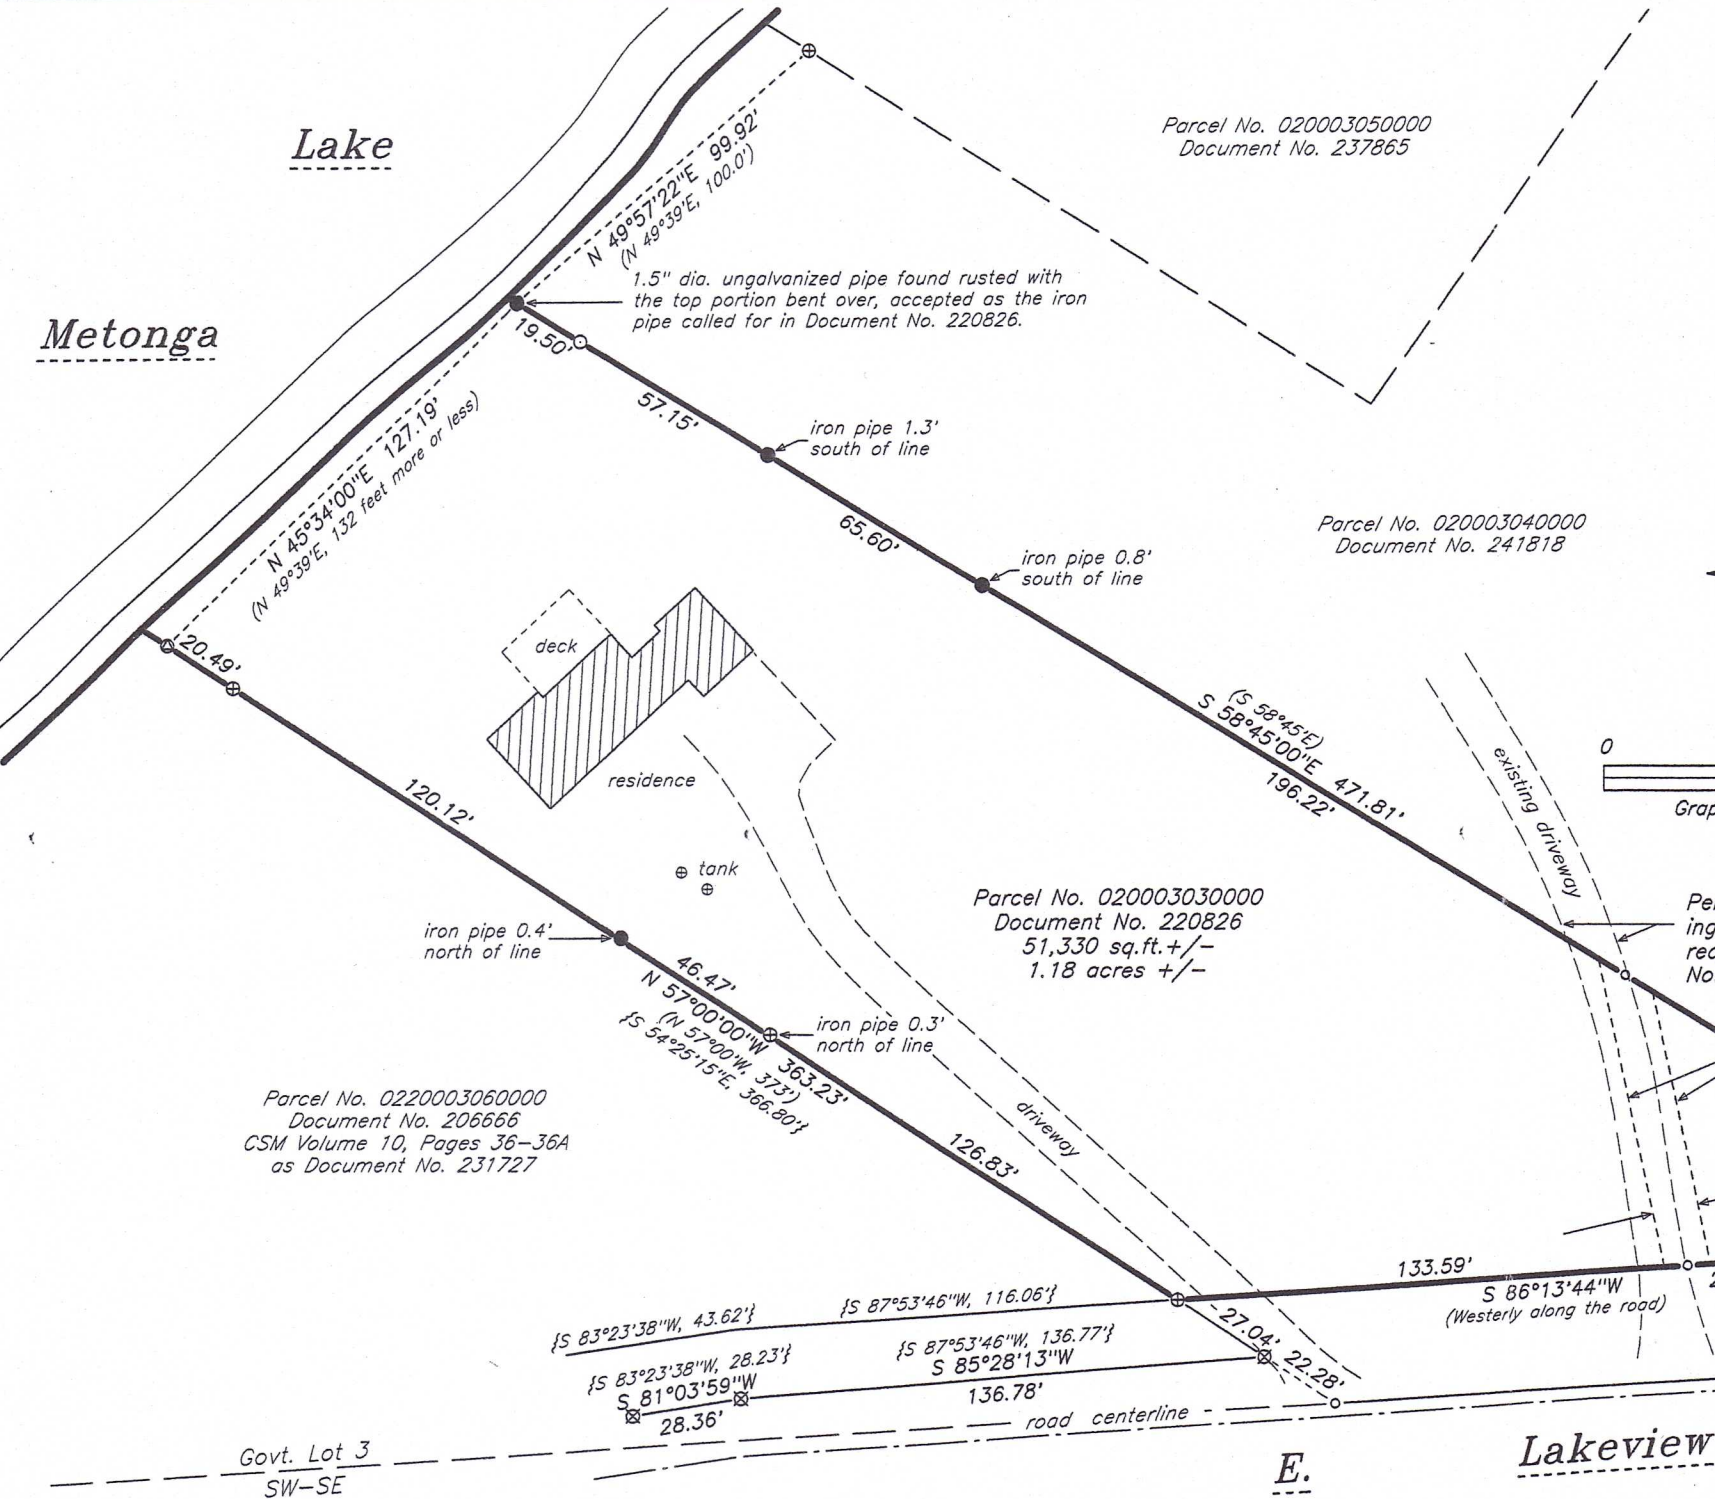 Lake
Metonga
N 49°57'22"E 99.92'
(N 49°39'E, 100.0')
Parcel No. 020003050000
Document No. 237865
1.5" dia. ungalvanized pipe found rusted with
the top portion bent over, accepted as the iron
pipe called for in Document No. 220826.
19.50'
57.15'
iron pipe 1.3'
south of line
N 45°34'00"E 127.19'
(N 49°39'E, 132 feet more or less)
65.60'
iron pipe 0.8'
south of line
Parcel No. 020003040000
Document No. 241818
20.49'
deck
residence
(S 58°45'E)
S 58°45'00"E 471.81'
196.22'
existing driveway
0
Grap
120.12'
tank
iron pipe 0.4'
north of line
Parcel No. 020003030000
Document No. 220826
51,330 sq.ft.+/-
1.18 acres +/-
Per
ing
rec
No.
46.47'
N 57°00'00"W 363.23'
(N 57°00'W, 373')
{S 54°25'15"E, 366.80'}
iron pipe 0.3'
north of line
Parcel No. 0220003060000
Document No. 206666
CSM Volume 10, Pages 36-36A
as Document No. 231727
driveway
126.83'
133.59'
S 86°13'44"W
(Westerly along the road)
2
{S 83°23'38"W, 43.62'}
{S 87°53'46"W, 116.06'}
27.04'
22.28'
{S 83°23'38"W, 28.23'}
S 81°03'59"W
28.36'
{S 87°53'46"W, 136.77'}
S 85°28'13"W
136.78'
road centerline
Govt. Lot 3
SW-SE
E.
Lakeview